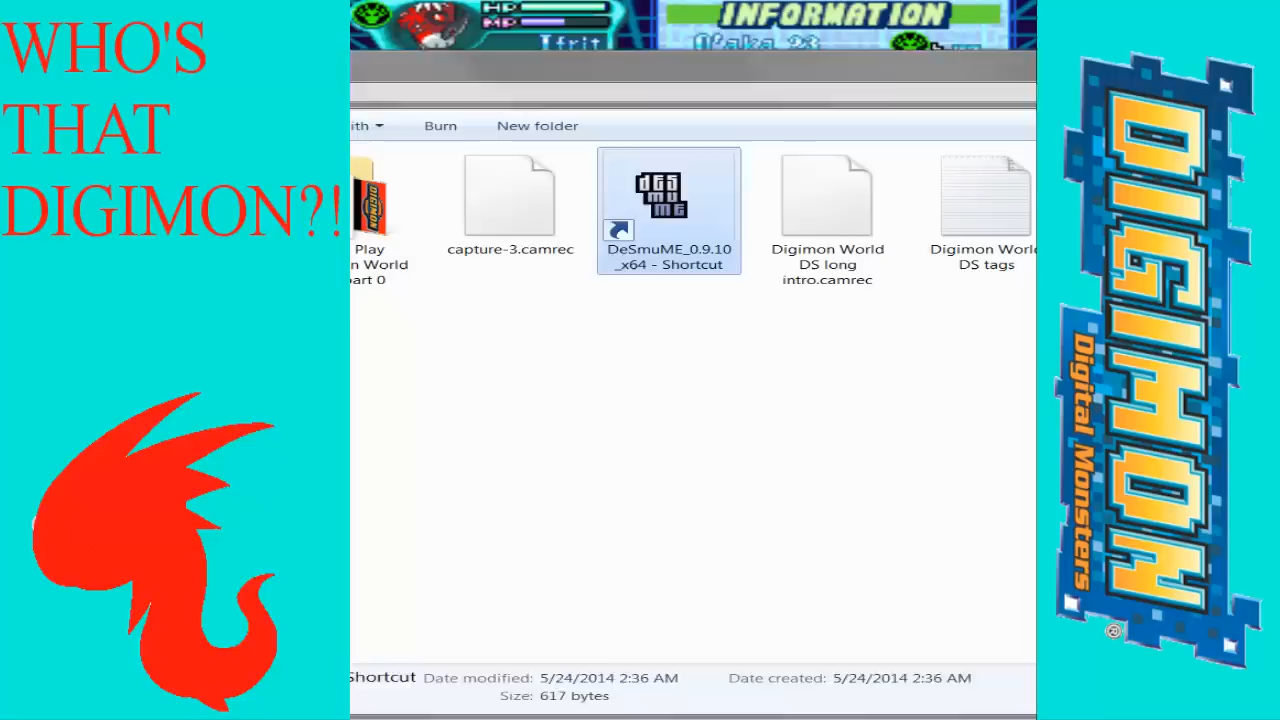 WHO'S
THAT
DIGIMON?!
HP
MP
Ifrit
INFORMATION
ith
Burn
New folder
Play
n World
part 0
capture-3.camrec
DeSmuME_0.9.10
_x64 - Shortcut
Digimon World
DS long
intro.camrec
Digimon World
DS tags
Shortcut Date modified: 5/24/2014 2:36 AM
Date created: 5/24/2014 2:36 AM
Size: 617 bytes
DIGIMON
Digital Monsters
®